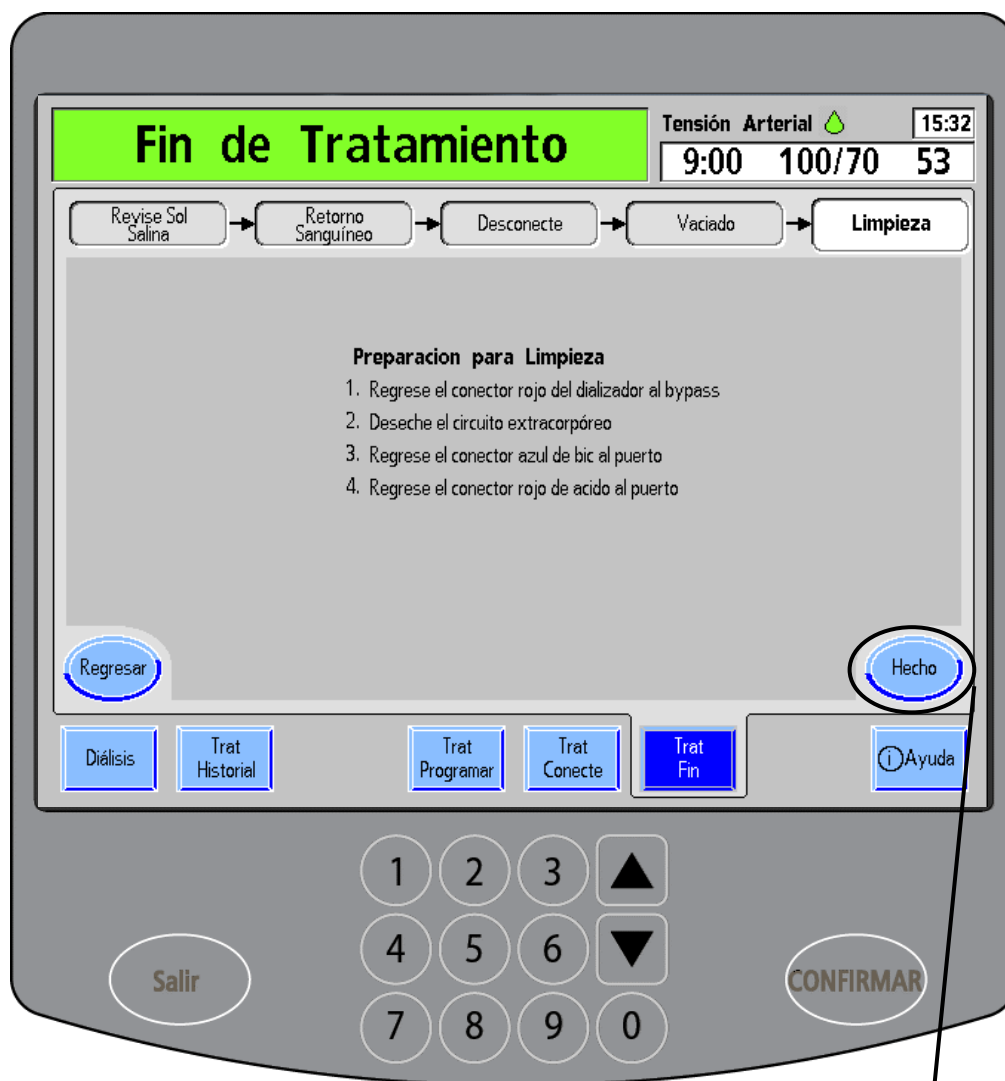 Fin de Tratamiento
Tensión Arterial
15:32
9:00 100/70 53
Revise Sol
Salina
Retorno
Sanguíneo
Desconecte
Vaciado
Limpieza
Preparacion para Limpieza
1. Regrese el conector rojo del dializador al bypass
2. Deseche el circuito extracorpóreo
3. Regrese el conector azul de bic al puerto
4. Regrese el conector rojo de acido al puerto
Regresar
Hecho
Diálisis
Trat
Historial
Trat
Programar
Trat
Conecte
Trat
Fin
i Ayuda
1 2 3
4 5 6
Salir
CONFIRMAR
7 8 9 0